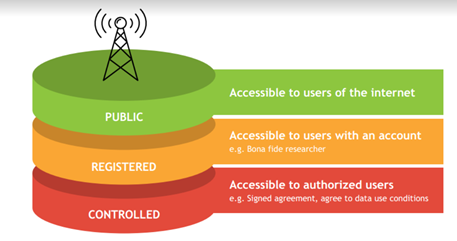 PUBLIC
Accessible to users of the internet
REGISTERED
Accessible to users with an account
e.g. Bona fide researcher
CONTROLLED
Accessible to authorized users
e.g. Signed agreement, agree to data use conditions